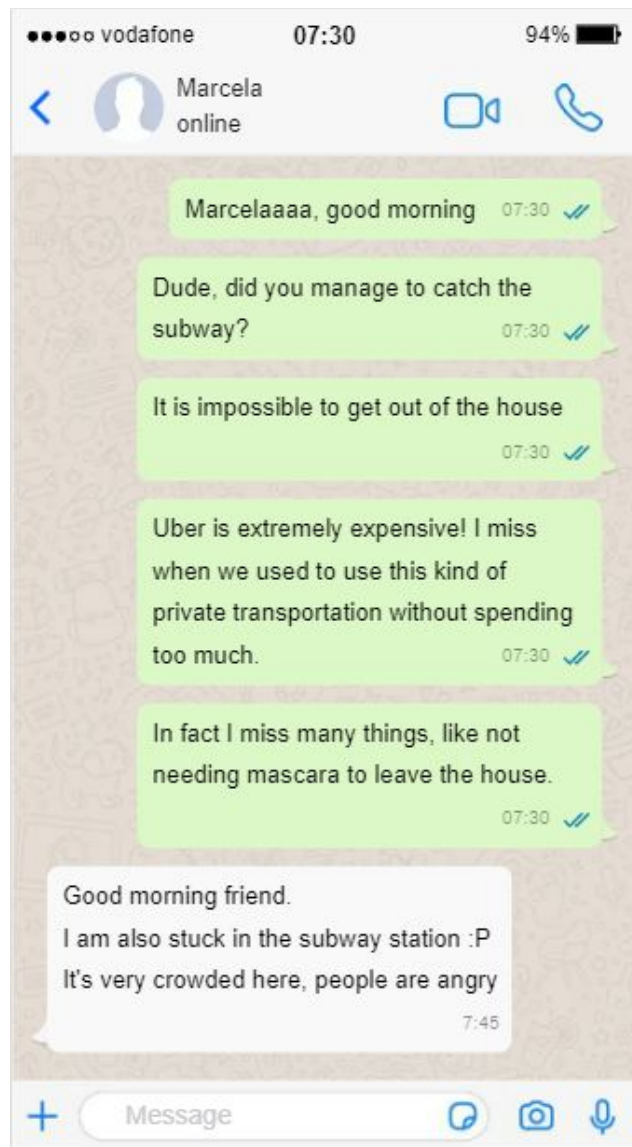 vodafone 07:30 94%
Marcela
online
Marcelaaaa, good morning 07:30
Dude, did you manage to catch the
subway? 07:30
It is impossible to get out of the house
07:30
Uber is extremely expensive! I miss
when we used to use this kind of
private transportation without spending
too much. 07:30
In fact I miss many things, like not
needing mascara to leave the house.
07:30
Good morning friend.
I am also stuck in the subway station :P
It's very crowded here, people are angry
7:45
Message